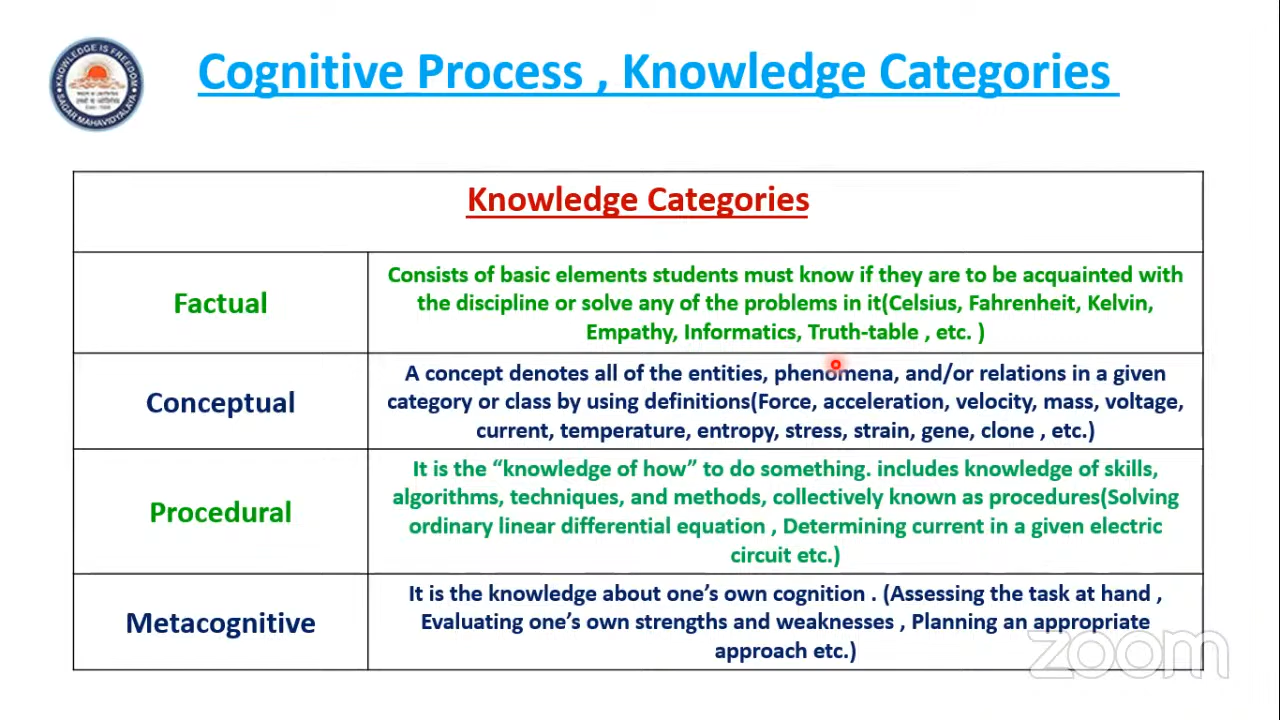 Cognitive Process , Knowledge Categories
KNOWLEDGE IS FREEDOM
SAGAR MAHAVIDYALAYA
Knowledge Categories
Factual
Consists of basic elements students must know if they are to be acquainted with
the discipline or solve any of the problems in it(Celsius, Fahrenheit, Kelvin,
Empathy, Informatics, Truth-table , etc. )
Conceptual
A concept denotes all of the entities, phenomena, and/or relations in a given
category or class by using definitions(Force, acceleration, velocity, mass, voltage,
current, temperature, entropy, stress, strain, gene, clone , etc.)
Procedural
It is the “knowledge of how” to do something. includes knowledge of skills,
algorithms, techniques, and methods, collectively known as procedures(Solving
ordinary linear differential equation , Determining current in a given electric
circuit etc.)
Metacognitive
It is the knowledge about one’s own cognition . (Assessing the task at hand ,
Evaluating one’s own strengths and weaknesses , Planning an appropriate
approach etc.)
zoom